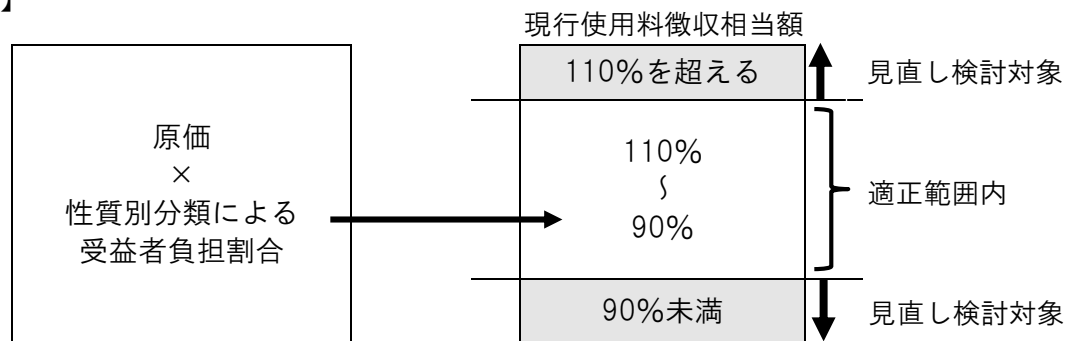 】
現行使用料徴収相当額
110%を超える
見直し検討対象
原価
×
性質別分類による
受益者負担割合
110%
〜
90%
適正範囲内
90%未満
見直し検討対象